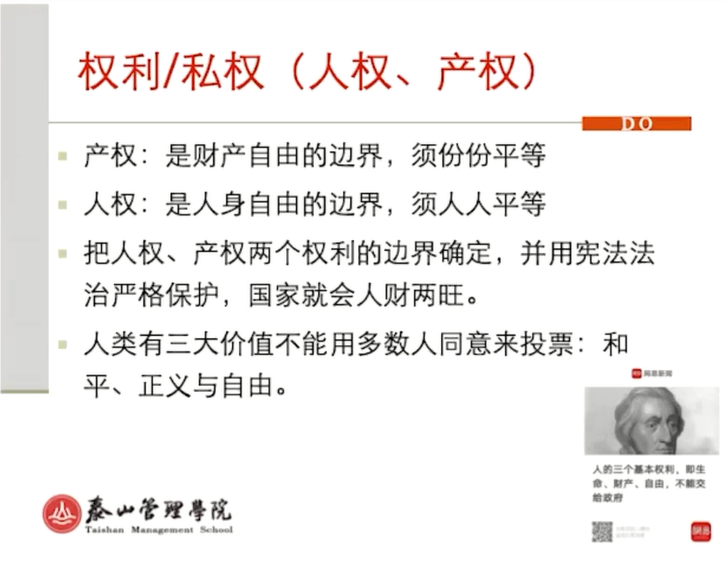 权利/私权（人权、产权）
DO
产权：是财产自由的边界，须份份平等
人权：是人身自由的边界，须人人平等
把人权、产权两个权利的边界确定，并用宪法法
治严格保护，国家就会人财两旺。
人类有三大价值不能用多数人同意来投票：和
平、正义与自由。
网易新闻
人的三个基本权利，即生
命、财产、自由，不能交
给政府
泰山管理學院
Taishan Management School
網易